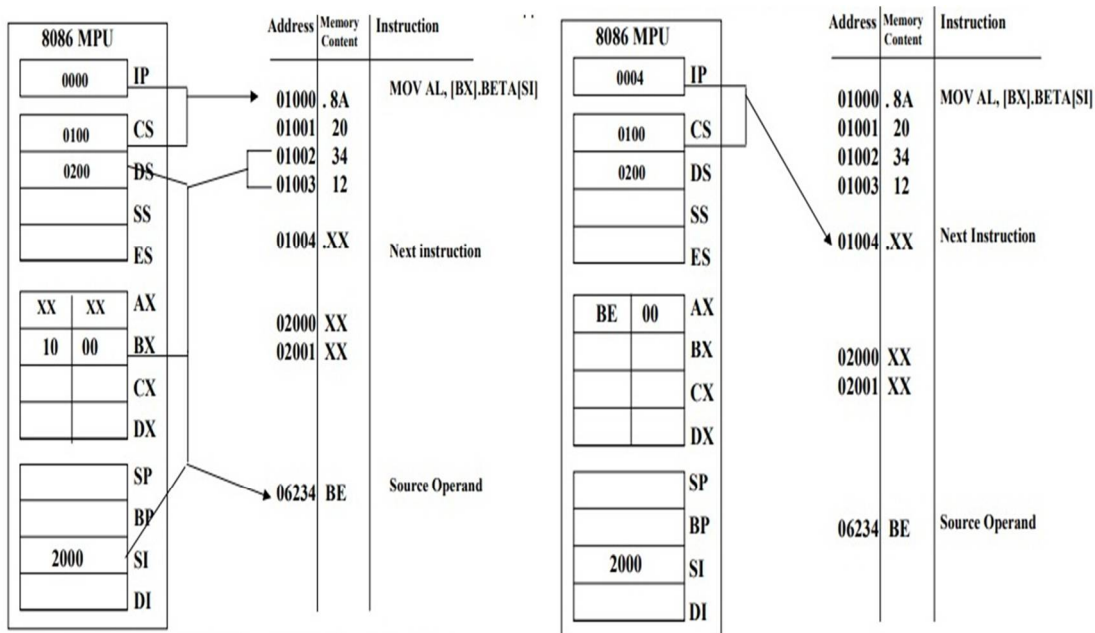 8086 MPU
0000 IP
0100 CS
0200 DS
SS
ES
XX XX AX
10 00 BX
CX
DX
SP
BP
2000 SI
DI
Address Memory Content Instruction
01000 .8A MOV AL, [BX].BETA[SI]
01001 20
01002 34
01003 12
01004 .XX Next instruction
02000 XX
02001 XX
06234 BE Source Operand
8086 MPU
0004 IP
0100 CS
0200 DS
SS
ES
BE 00 AX
BX
CX
DX
SP
BP
2000 SI
DI
Address Memory Content Instruction
01000 .8A MOV AL, [BX].BETA[SI]
01001 20
01002 34
01003 12
01004 .XX Next Instruction
02000 XX
02001 XX
06234 BE Source Operand